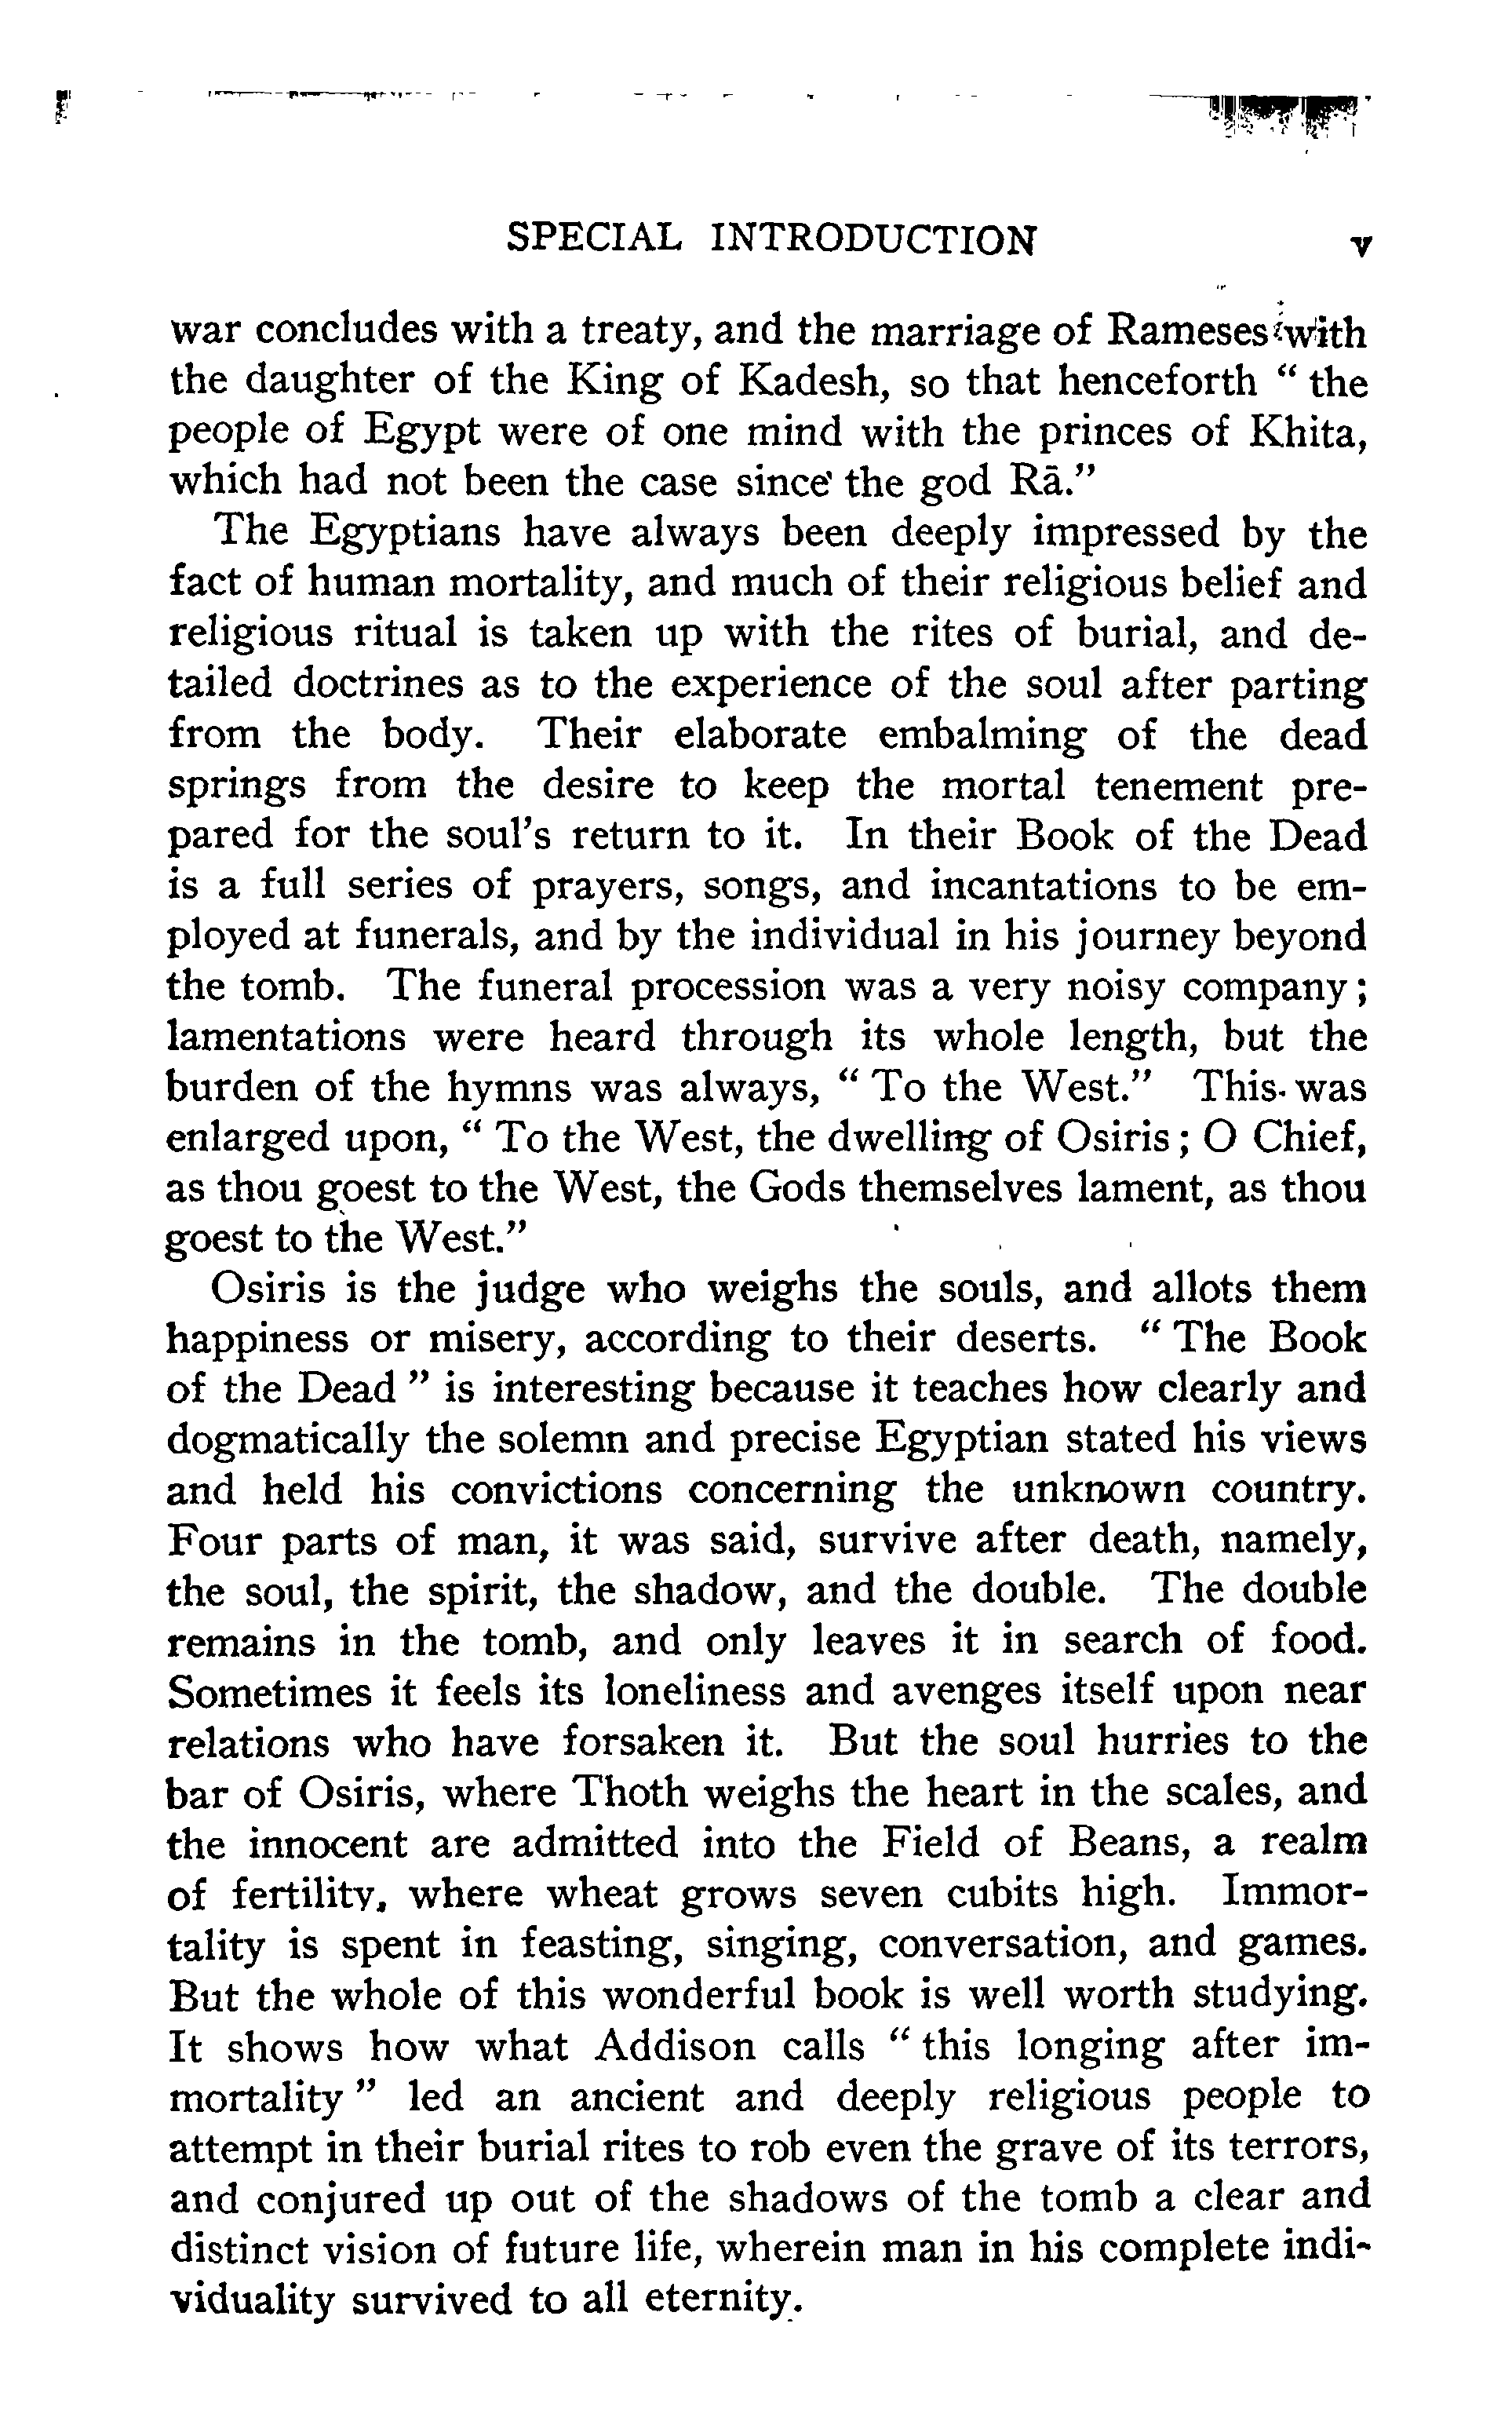 SPECIAL INTRODUCTION v
war concludes with a treaty, and the marriage of Rameses with
the daughter of the King of Kadesh, so that henceforth “ the
people of Egypt were of one mind with the princes of Khita,
which had not been the case since the god Rā.”
The Egyptians have always been deeply impressed by the
fact of human mortality, and much of their religious belief and
religious ritual is taken up with the rites of burial, and de-
tailed doctrines as to the experience of the soul after parting
from the body. Their elaborate embalming of the dead
springs from the desire to keep the mortal tenement pre-
pared for the soul’s return to it. In their Book of the Dead
is a full series of prayers, songs, and incantations to be em-
ployed at funerals, and by the individual in his journey beyond
the tomb. The funeral procession was a very noisy company;
lamentations were heard through its whole length, but the
burden of the hymns was always, “ To the West.” This was
enlarged upon, “ To the West, the dwelling of Osiris; O Chief,
as thou goest to the West, the Gods themselves lament, as thou
goest to the West.”
Osiris is the judge who weighs the souls, and allots them
happiness or misery, according to their deserts. “ The Book
of the Dead ” is interesting because it teaches how clearly and
dogmatically the solemn and precise Egyptian stated his views
and held his convictions concerning the unknown country.
Four parts of man, it was said, survive after death, namely,
the soul, the spirit, the shadow, and the double. The double
remains in the tomb, and only leaves it in search of food.
Sometimes it feels its loneliness and avenges itself upon near
relations who have forsaken it. But the soul hurries to the
bar of Osiris, where Thoth weighs the heart in the scales, and
the innocent are admitted into the Field of Beans, a realm
of fertility, where wheat grows seven cubits high. Immor-
tality is spent in feasting, singing, conversation, and games.
But the whole of this wonderful book is well worth studying.
It shows how what Addison calls “ this longing after im-
mortality ” led an ancient and deeply religious people to
attempt in their burial rites to rob even the grave of its terrors,
and conjured up out of the shadows of the tomb a clear and
distinct vision of future life, wherein man in his complete indi-
viduality survived to all eternity.